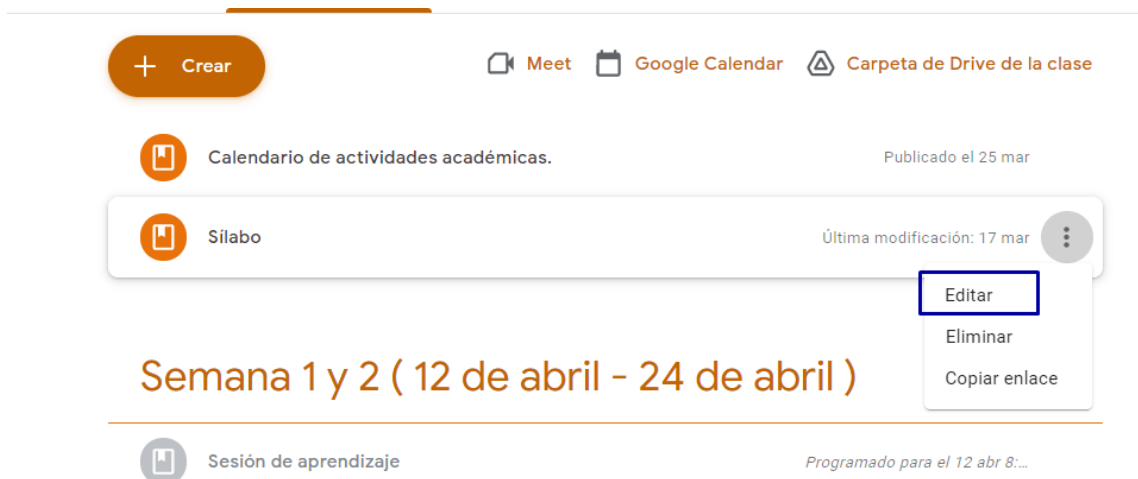 Crear
Meet
Google Calendar
Carpeta de Drive de la clase
Calendario de actividades académicas.
Publicado el 25 mar
Sílabo
Última modificación: 17 mar
Editar
Eliminar
Copiar enlace
Semana 1 y 2 ( 12 de abril - 24 de abril )
Sesión de aprendizaje
Programado para el 12 abr 8:...